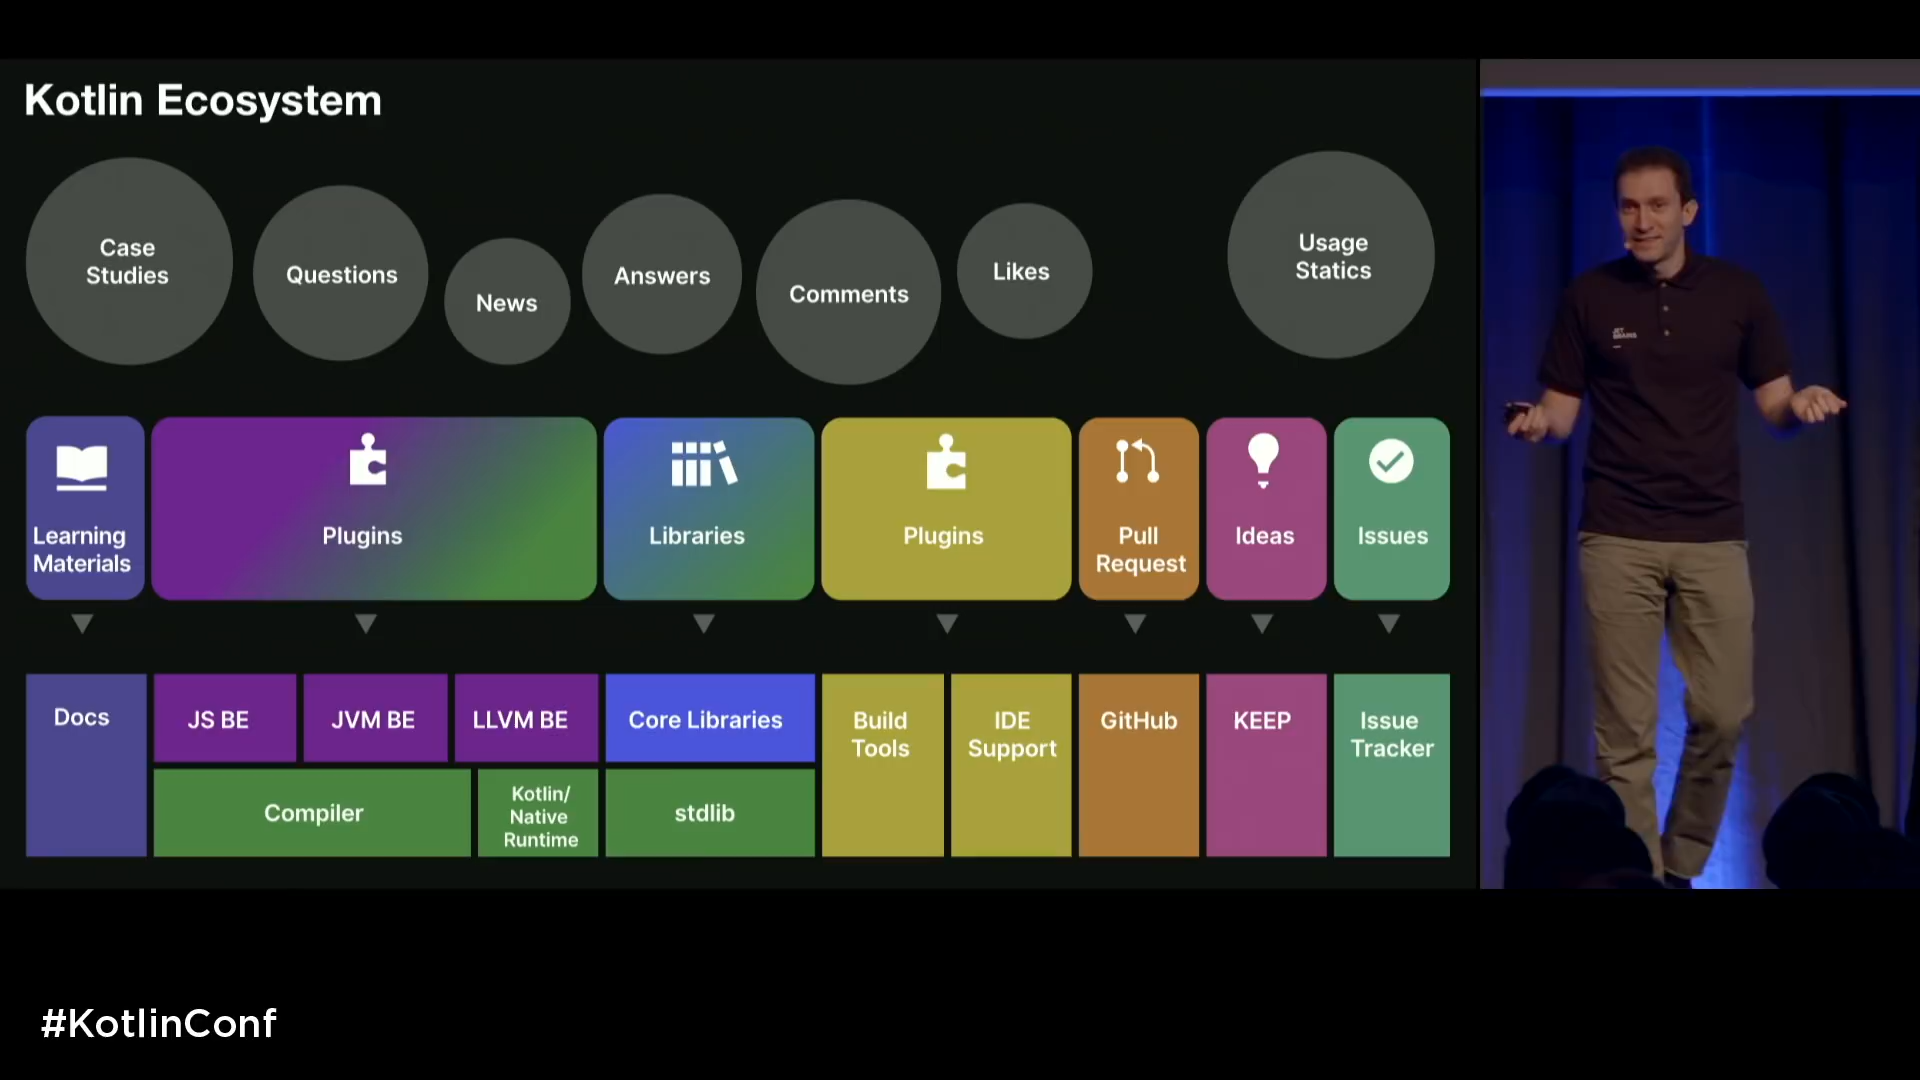 Kotlin Ecosystem
Case
Studies
Questions
News
Answers
Comments
Likes
Usage
Statics
Learning
Materials
Plugins
Libraries
Plugins
Pull
Request
Ideas
Issues
Docs
JS BE
JVM BE
LLVM BE
Core Libraries
Build
Tools
IDE
Support
GitHub
KEEP
Issue
Tracker
Compiler
Kotlin/
Native
Runtime
stdlib
JET
BRAINS
#KotlinConf